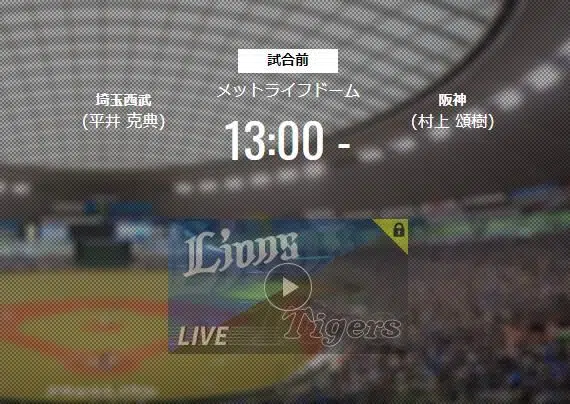 試合前
メットライフドーム
埼玉西武
(平井 克典)
13:00 -
阪神
(村上 頌樹)
Lions
LIVE
Tigers